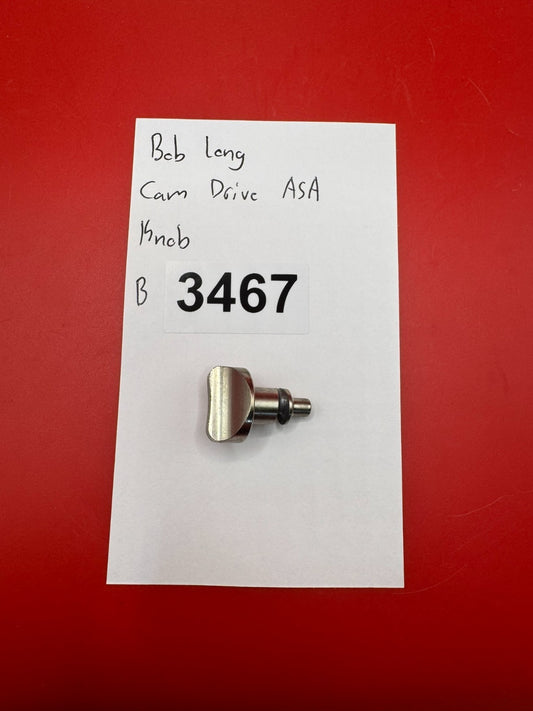 Bob Long
Cam Drive ASA
Knob
B 3467